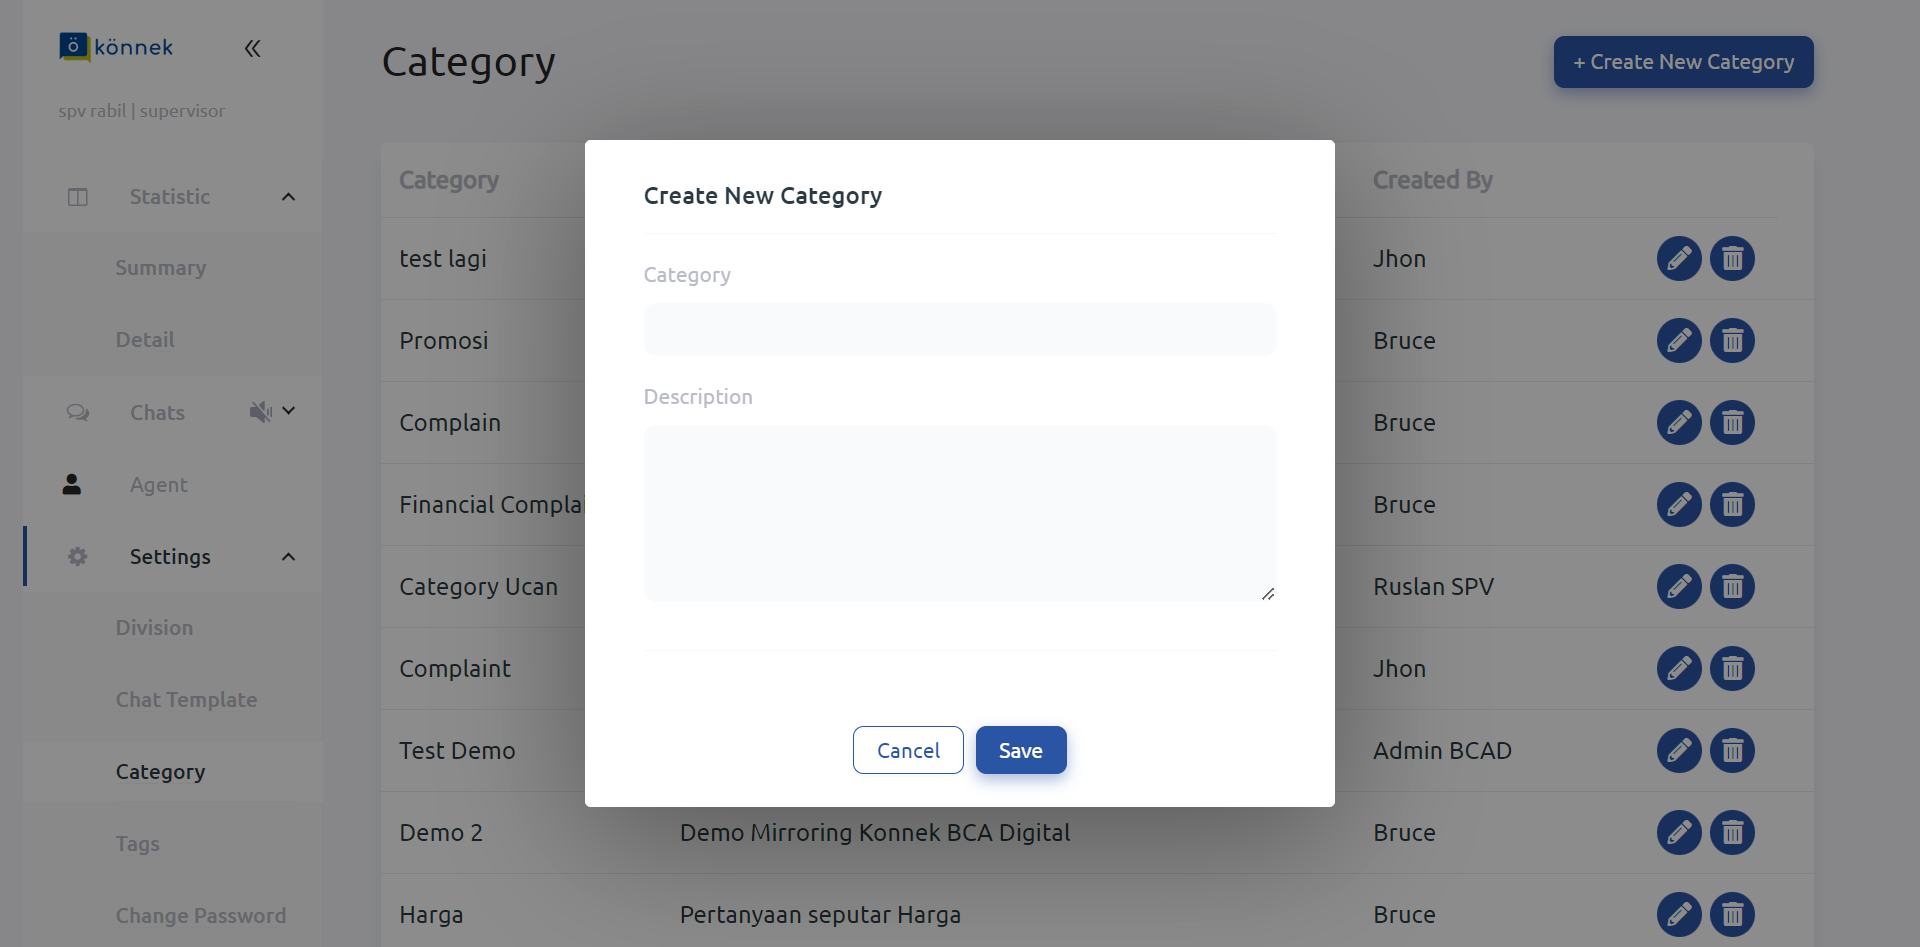 könnek
spv rabil | supervisor
Statistic
Summary
Detail
Chats
Agent
Settings
Division
Chat Template
Category
Tags
Change Password
Category
+ Create New Category
Category
Created By
test lagi
Jhon
Promosi
Bruce
Complain
Bruce
Financial Complai
Bruce
Category Ucan
Ruslan SPV
Complaint
Jhon
Test Demo
Admin BCAD
Demo 2
Demo Mirroring Konnek BCA Digital
Bruce
Harga
Pertanyaan seputar Harga
Bruce
Create New Category
Category
Description
Cancel
Save